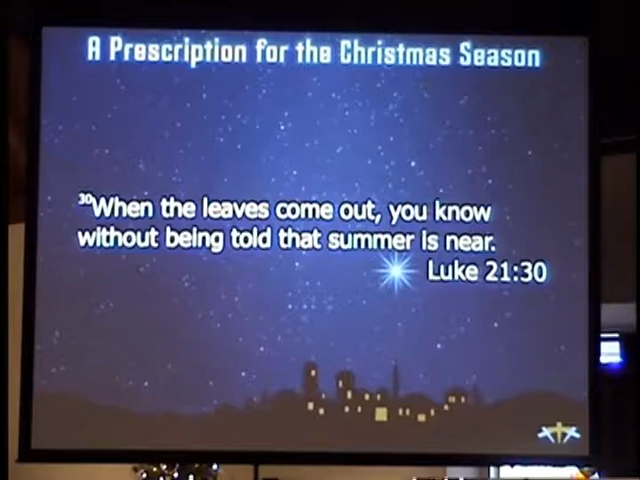 A Prescription for the Christmas Season
30When the leaves come out, you know
without being told that summer is near.
Luke 21:30